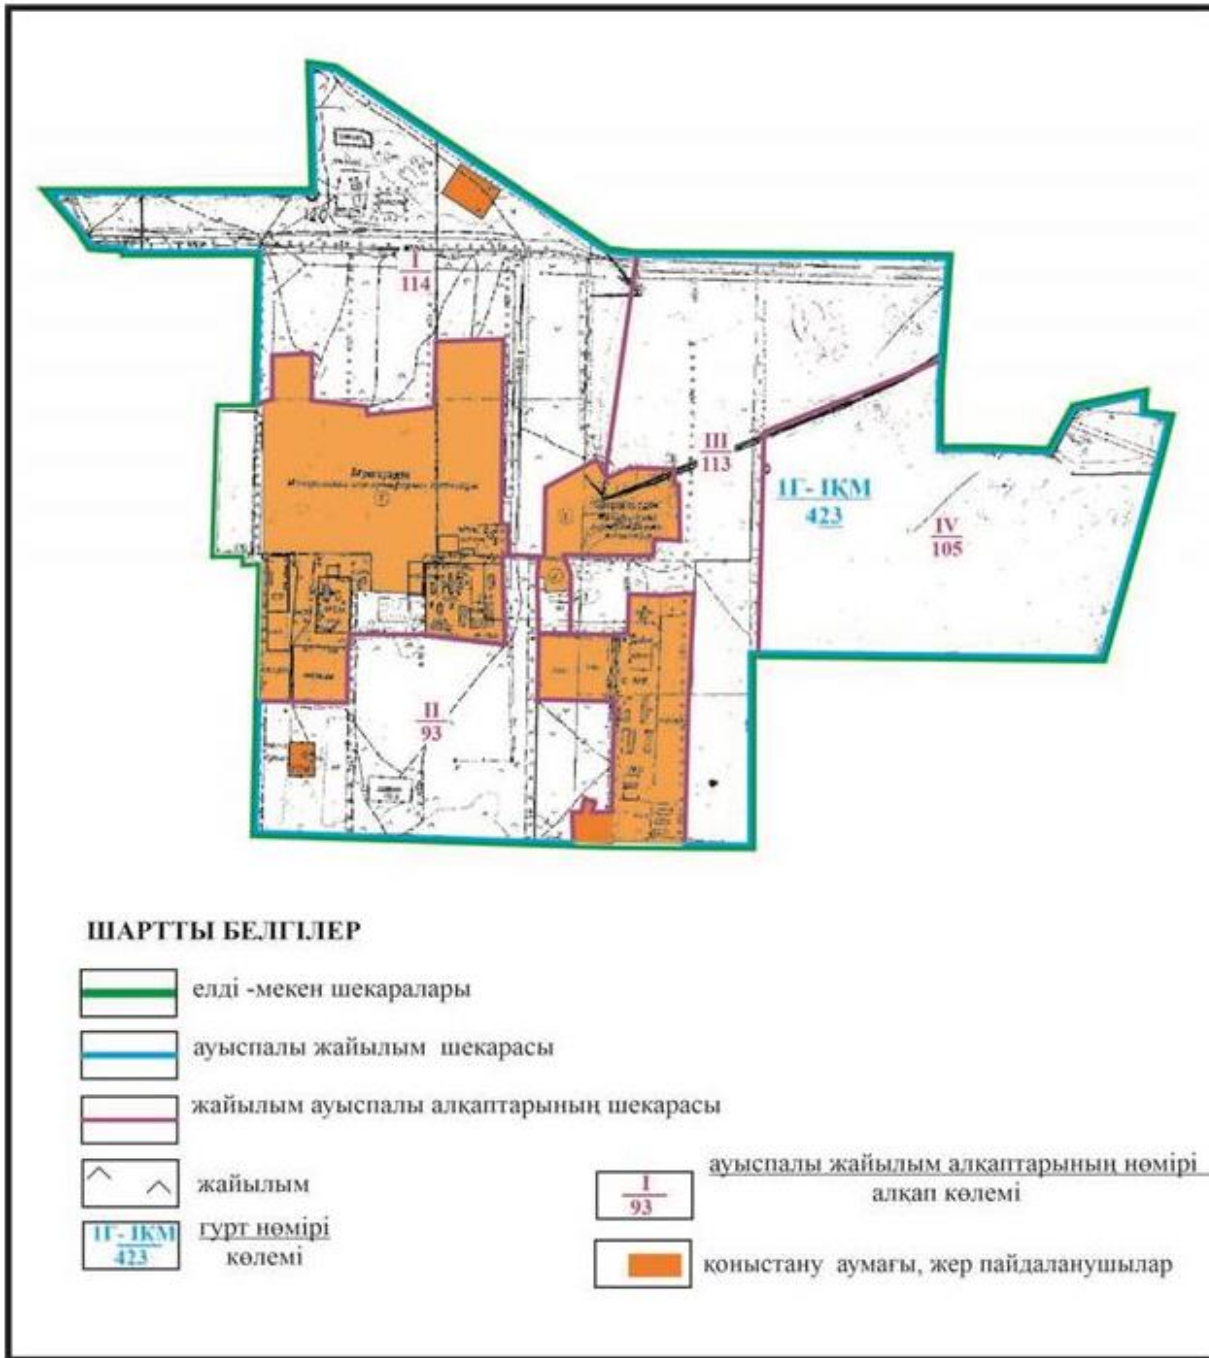 I
114
III
113
1Г- ІҚМ
423
IV
105
II
93
ШАРТТЫ БЕЛГІЛЕР
елді -мекен шекаралары
ауыспалы жайылым шекарасы
жайылым ауыспалы алқаптарының шекарасы
жайылым
1Г- ІҚМ
423
гурт нөмірі
көлемі
I
93
ауыспалы жайылым алқаптарының нөмірі
алқап көлемі
қоныстану аумағы, жер пайдаланушылар